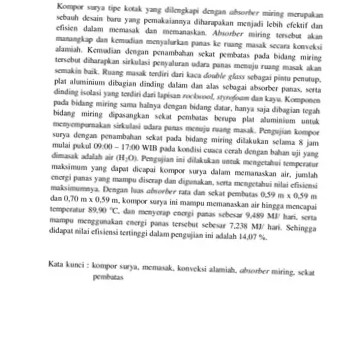 Kompor surya tipe kotak yang dilengkapi dengan absorber miring merupakan
sebuah desain baru yang pemakaiannya diharapakan menjadi lebih efektif dan
efisien dalam memasak dan memanaskan. Absorber miring tersebut akan
manangkap dan kemudian menyalurkan panas ke ruang masak secara konveksi
alamiah. Kemudian dengan penambahan sekat pembatas pada bidang miring
tersebut diharapkan sirkulasi penyaluran udara panas menuju ruang masak akan
semakin baik. Ruang masak terdiri dari kaca double glass sebagai pintu penutup,
plat aluminium dibagian dinding dalam dan alas sebagai absorber panas, serta
dinding isolasi yang terdiri dari lapisan rockwool, styrofoam dan kayu. Komponen
pada bidang miring sama halnya dengan bidang datar, hanya saja dibagian tegah
bidang miring dipasangkan sekat pembatas berupa plat aluminium untuk
menyempurnakan sirkulasi udara panas menuju ruang masak. Pengujian kompor
surya dengan penambahan sekat pada bidang miring dilakukan selama 8 jam
mulai pukul 09:00 – 17:00 WIB pada kondisi cuaca cerah dengan bahan uji yang
dimasak adalah air (H2O). Pengujian ini dilakukan untuk mengetahui temperatur
maksimum yang dapat dicapai kompor surya dalam memanaskan air, jumlah
energi panas yang mampu diserap dan digunakan, serta mengetahui nilai efisiensi
maksimumnya. Dengan luas absorber rata dan sekat pembatas 0,59 m x 0,59 m
dan 0,70 m x 0,59 m, kompor surya ini mampu memanaskan air hingga mencapai
temperatur 89,90 °C, dan menyerap energi panas sebesar 9,489 MJ/ hari, serta
mampu menggunakan energi panas tersebut sebesar 7,238 MJ/ hari. Sehingga
didapat nilai efisiensi tertinggi dalam pengujian ini adalah 14,07 %.
Kata kunci : kompor surya, memasak, konveksi alamiah, absorber miring, sekat
pembatas